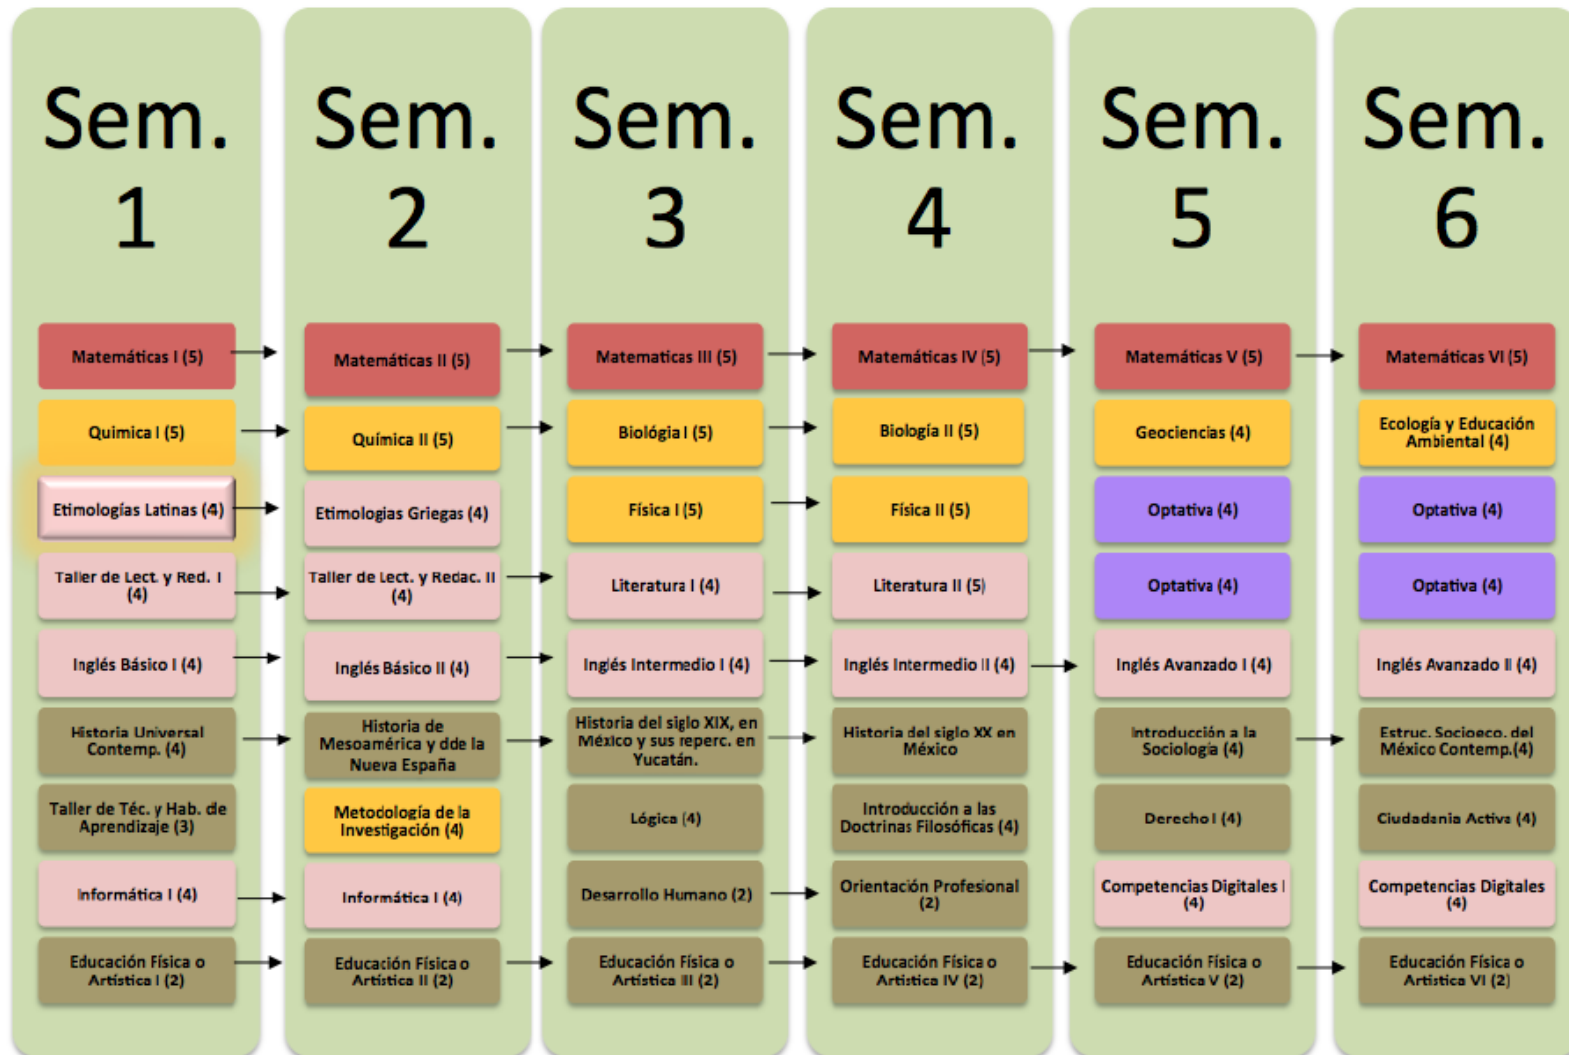 Sem.
1
Matemáticas I (5)
Quimica I (5)
Etimologías Latinas (4)
Taller de Lect. y Red. I
(4)
Inglés Básico I (4)
Historia Universal
Contemp. (4)
Taller de Téc. y Hab. de
Aprendizaje (3)
Informática I (4)
Educación Física o
Artística I (2)
Sem.
2
Matemáticas II (5)
Química II (5)
Etimologias Griegas (4)
Taller de Lect. y Redac. II
(4)
Inglés Básico II (4)
Historia de
Mesoamérica y dde la
Nueva España
Metodología de la
Investigación (4)
Informática I (4)
Educación Física o
Artística II (2)
Sem.
3
Matematicas III (5)
Biológia I (5)
Física I (5)
Literatura I (4)
Inglés Intermedio I (4)
Historia del siglo XIX, en
México y sus reperc. en
Yucatán.
Lógica (4)
Desarrollo Humano (2)
Educación Física o
Artística III (2)
Sem.
4
Matemáticas IV (5)
Biología II (5)
Física II (5)
Literatura II (5)
Inglés Intermedio II (4)
Historia del siglo XX en
México
Introducción a las
Doctrinas Filosóficas (4)
Orientación Profesional
(2)
Educación Física o
Artística IV (2)
Sem.
5
Matemáticas V (5)
Geociencias (4)
Optativa (4)
Optativa (4)
Inglés Avanzado I (4)
Introducción a la
Sociología (4)
Derecho I (4)
Competencias Digitales I
(4)
Educación Física o
Artística V (2)
Sem.
6
Matemáticas VI (5)
Ecología y Educación
Ambiental (4)
Optativa (4)
Optativa (4)
Inglés Avanzado II (4)
Estruc. Socioeco. del
México Contemp.(4)
Ciudadania Activa (4)
Competencias Digitales
(4)
Educación Física o
Artística VI (2)